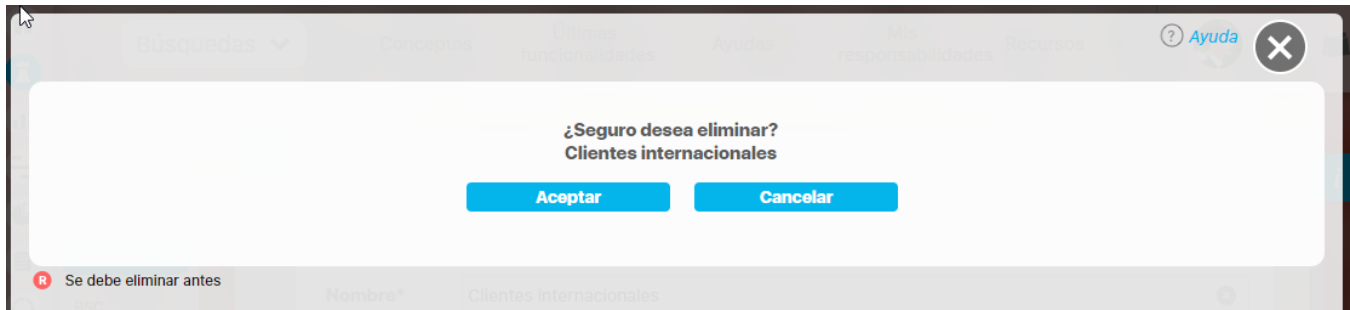 Búsquedas
Conceptos
Últimas
funcionalidades
Ayudas
Mis
responsabilidades
Recursos
? Ayuda
¿Seguro desea eliminar?
Clientes internacionales
Aceptar
Cancelar
R Se debe eliminar antes
Nombre*
Clientes internacionales